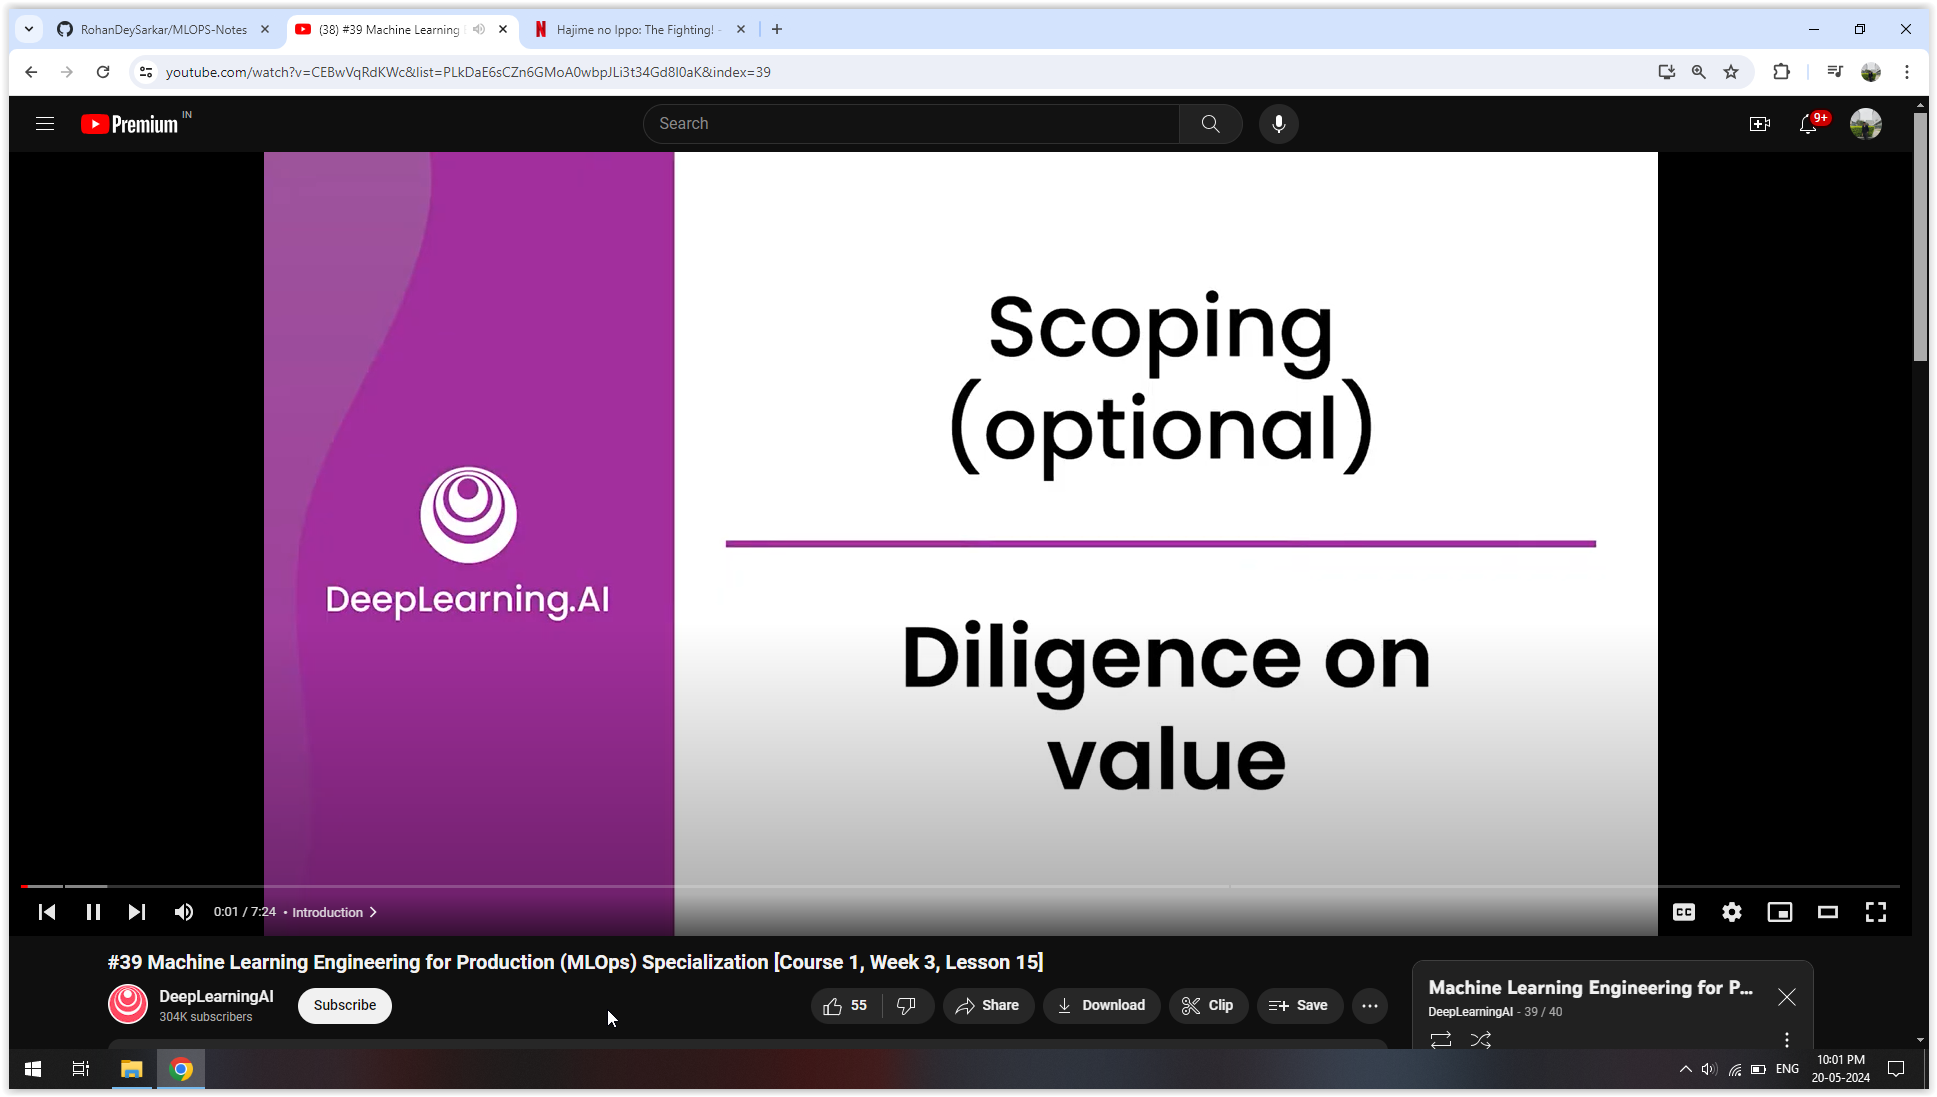 RohanDeySarkar/MLOPS-Notes
(38) #39 Machine Learning
Hajime no Ippo: The Fighting! -
youtube.com/watch?v=CEBwVqRdKWc&list=PLkDaE6sCZn6GMoA0wbpJLi3t34Gd8l0aK&index=39
Premium IN
Search
9+
Scoping
(optional)
DeepLearning.AI
Diligence on
value
0:01 / 7:24 • Introduction
CC
#39 Machine Learning Engineering for Production (MLOps) Specialization [Course 1, Week 3, Lesson 15]
DeepLearningAI
304K subscribers
Subscribe
55
Share
Download
Clip
Save
Machine Learning Engineering for P...
DeepLearningAI - 39 / 40
ENG
10:01 PM
20-05-2024